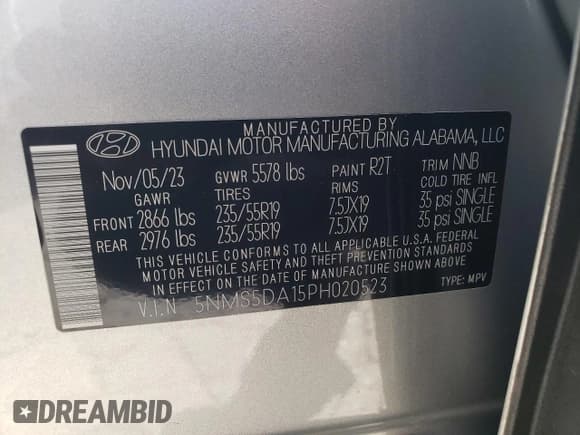 MANUFACTURED BY
HYUNDAI MOTOR MANUFACTURING ALABAMA, LLC
Nov/05/23 GVWR 5578 lbs PAINT R2T TRIM NNB
GAWR TIRES RIMS COLD TIRE INFL
FRONT 2866 lbs 235/55R19 7.5JX19 35 psi SINGLE
REAR 2976 lbs 235/55R19 7.5JX19 35 psi SINGLE
THIS VEHICLE CONFORMS TO ALL APPLICABLE U.S.A. FEDERAL
MOTOR VEHICLE SAFETY AND THEFT PREVENTION STANDARDS
IN EFFECT ON THE DATE OF MANUFACTURE SHOWN ABOVE.
V.I.N 5NMS5DA15PH020523 TYPE: MPV
DREAMBID